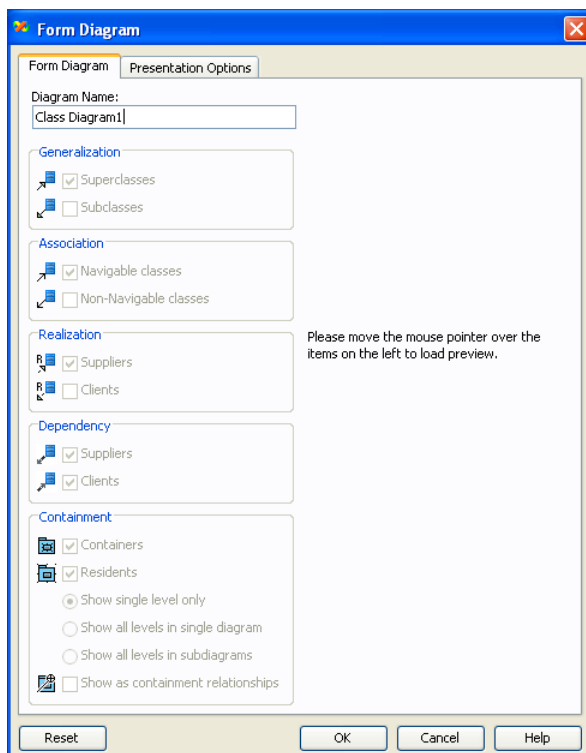 Form Diagram
Form Diagram
Presentation Options
Diagram Name:
Class Diagram1
Generalization
Superclasses
Subclasses
Association
Navigable classes
Non-Navigable classes
Realization
R
Suppliers
R
Clients
Please move the mouse pointer over the
items on the left to load preview.
Dependency
Suppliers
Clients
Containment
Containers
Residents
Show single level only
Show all levels in single diagram
Show all levels in subdiagrams
Show as containment relationships
Reset
OK
Cancel
Help